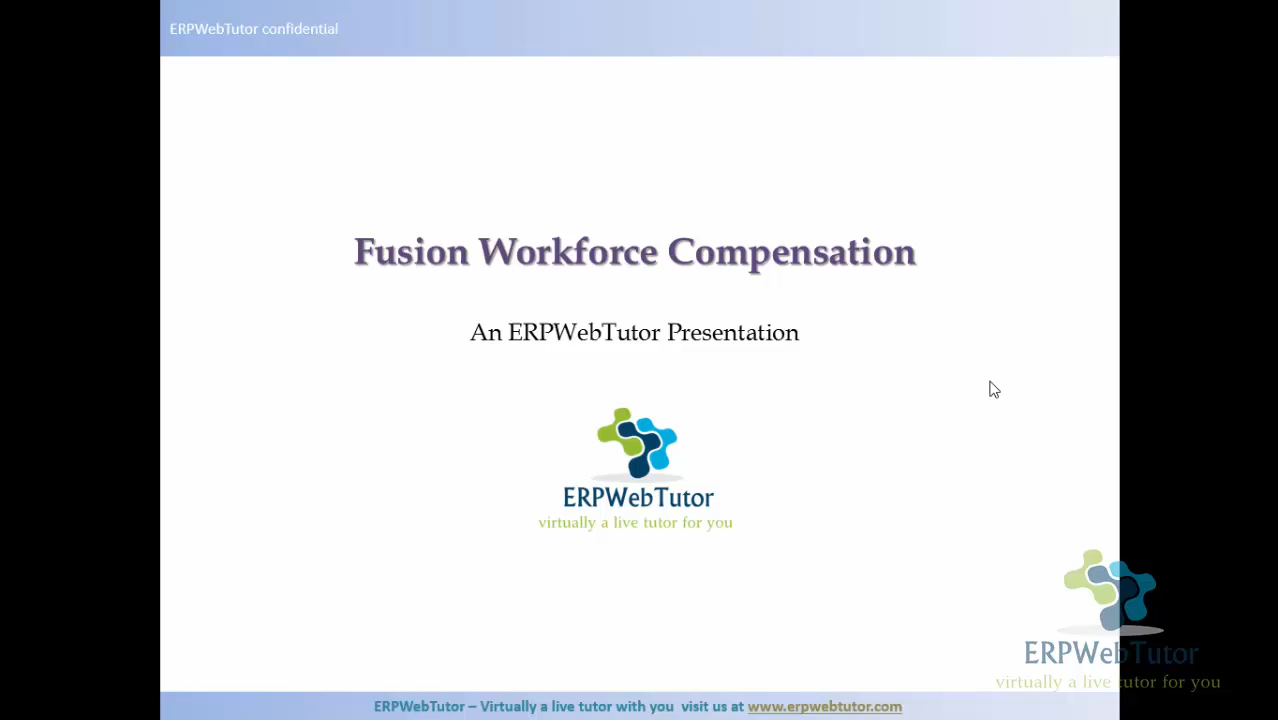 ERPWebTutor confidential
Fusion Workforce Compensation
An ERPWebTutor Presentation
ERPWebTutor
virtually a live tutor for you
ERPWebTutor
virtually a live tutor for you
ERPWebTutor – Virtually a live tutor with you visit us at www.erpwebtutor.com